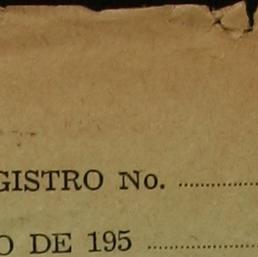 GISTRO No. ..........
O DE 195 ..............